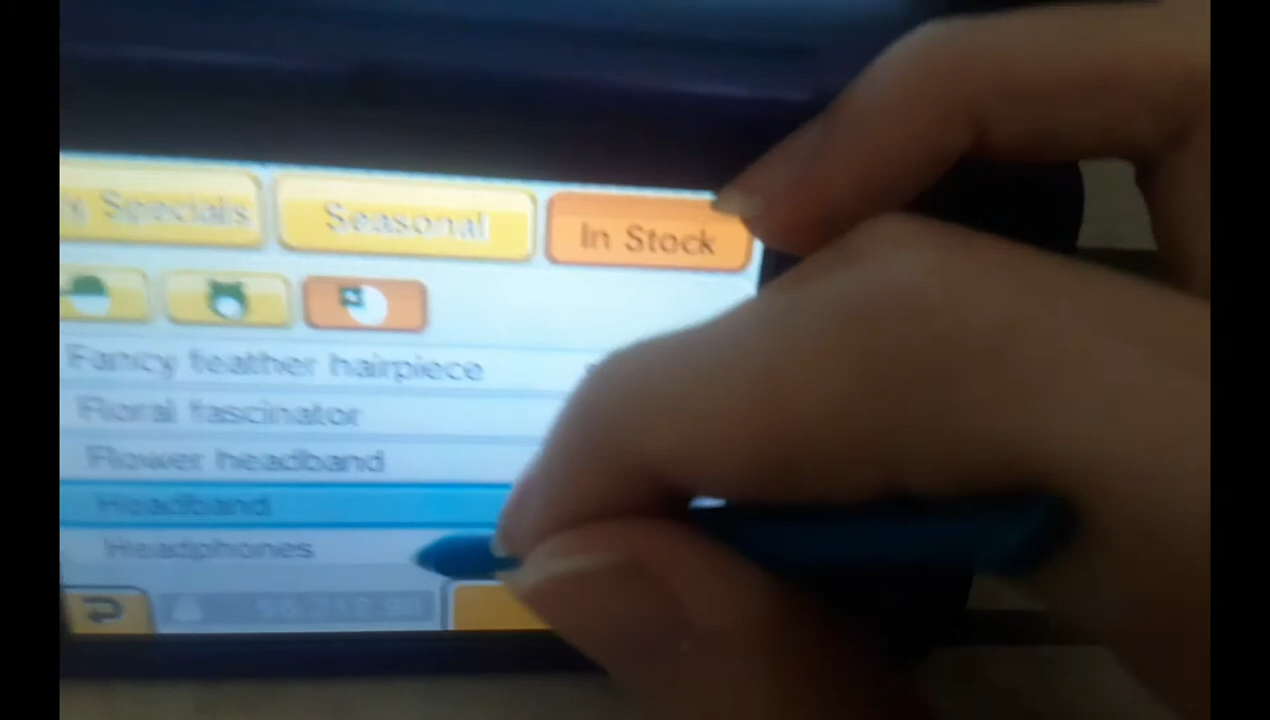 Specials
Seasonal
In Stock
Fancy feather hairpiece
Floral fascinator
Flower headband
Headband
Headphones